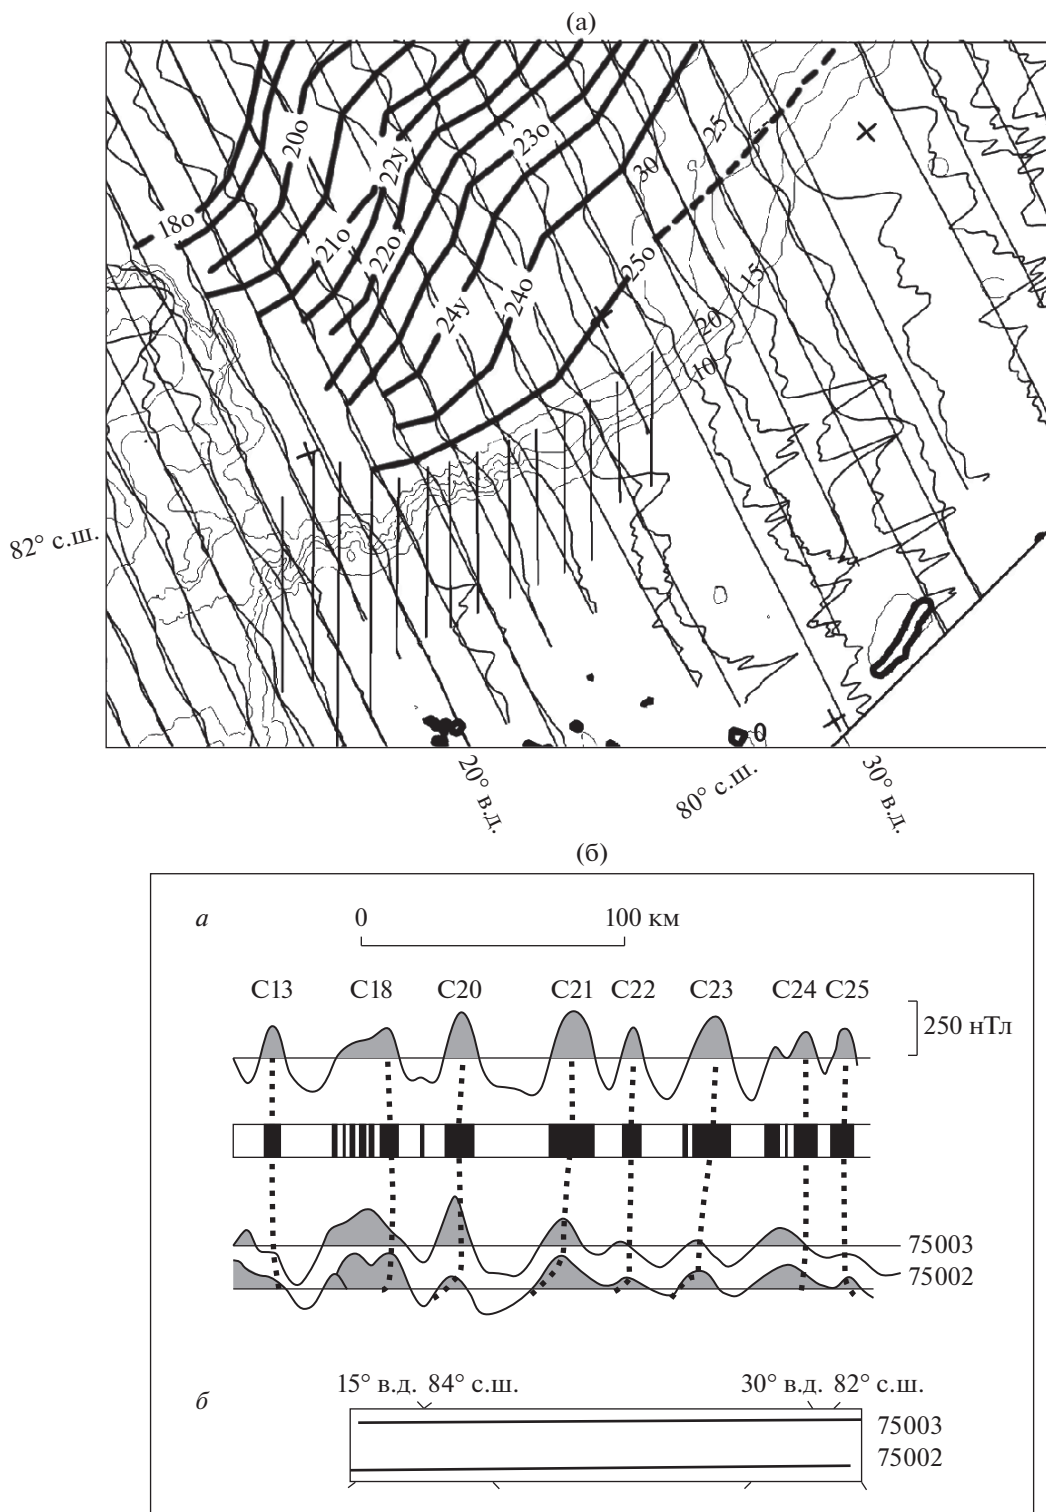 (а)
18о
20о
21о
22у
22о
23о
24у
24о
25о
30
25
15
20
10
0
82° с.ш.
20° в.д.
80° с.ш.
30° в.д.
(б)
а
0 100 км
C13 C18 C20 C21 C22 C23 C24 C25
250 нТл
75003
75002
б
15° в.д. 84° с.ш. 30° в.д. 82° с.ш.
75003
75002